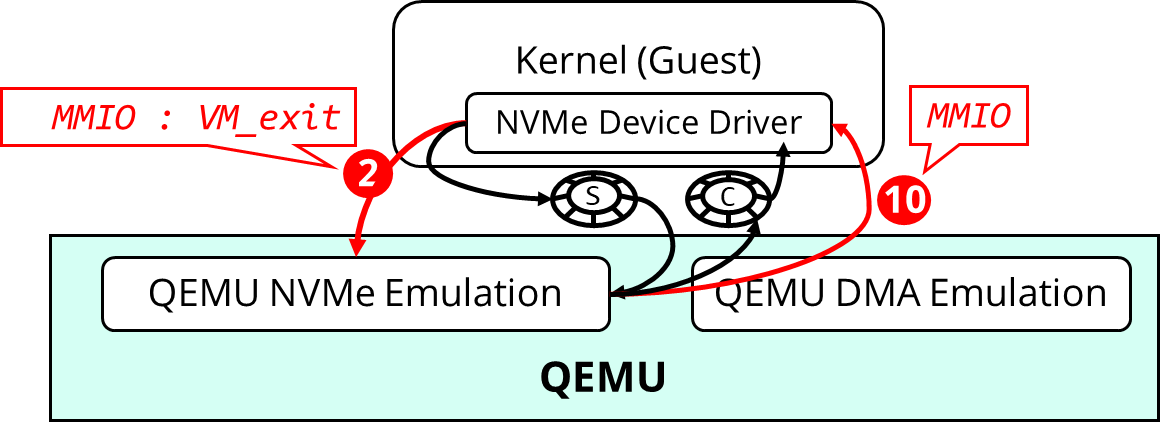 Kernel (Guest)
MMIO : VM_exit
MMIO
NVMe Device Driver
2
S
C
10
QEMU NVMe Emulation
QEMU DMA Emulation
QEMU